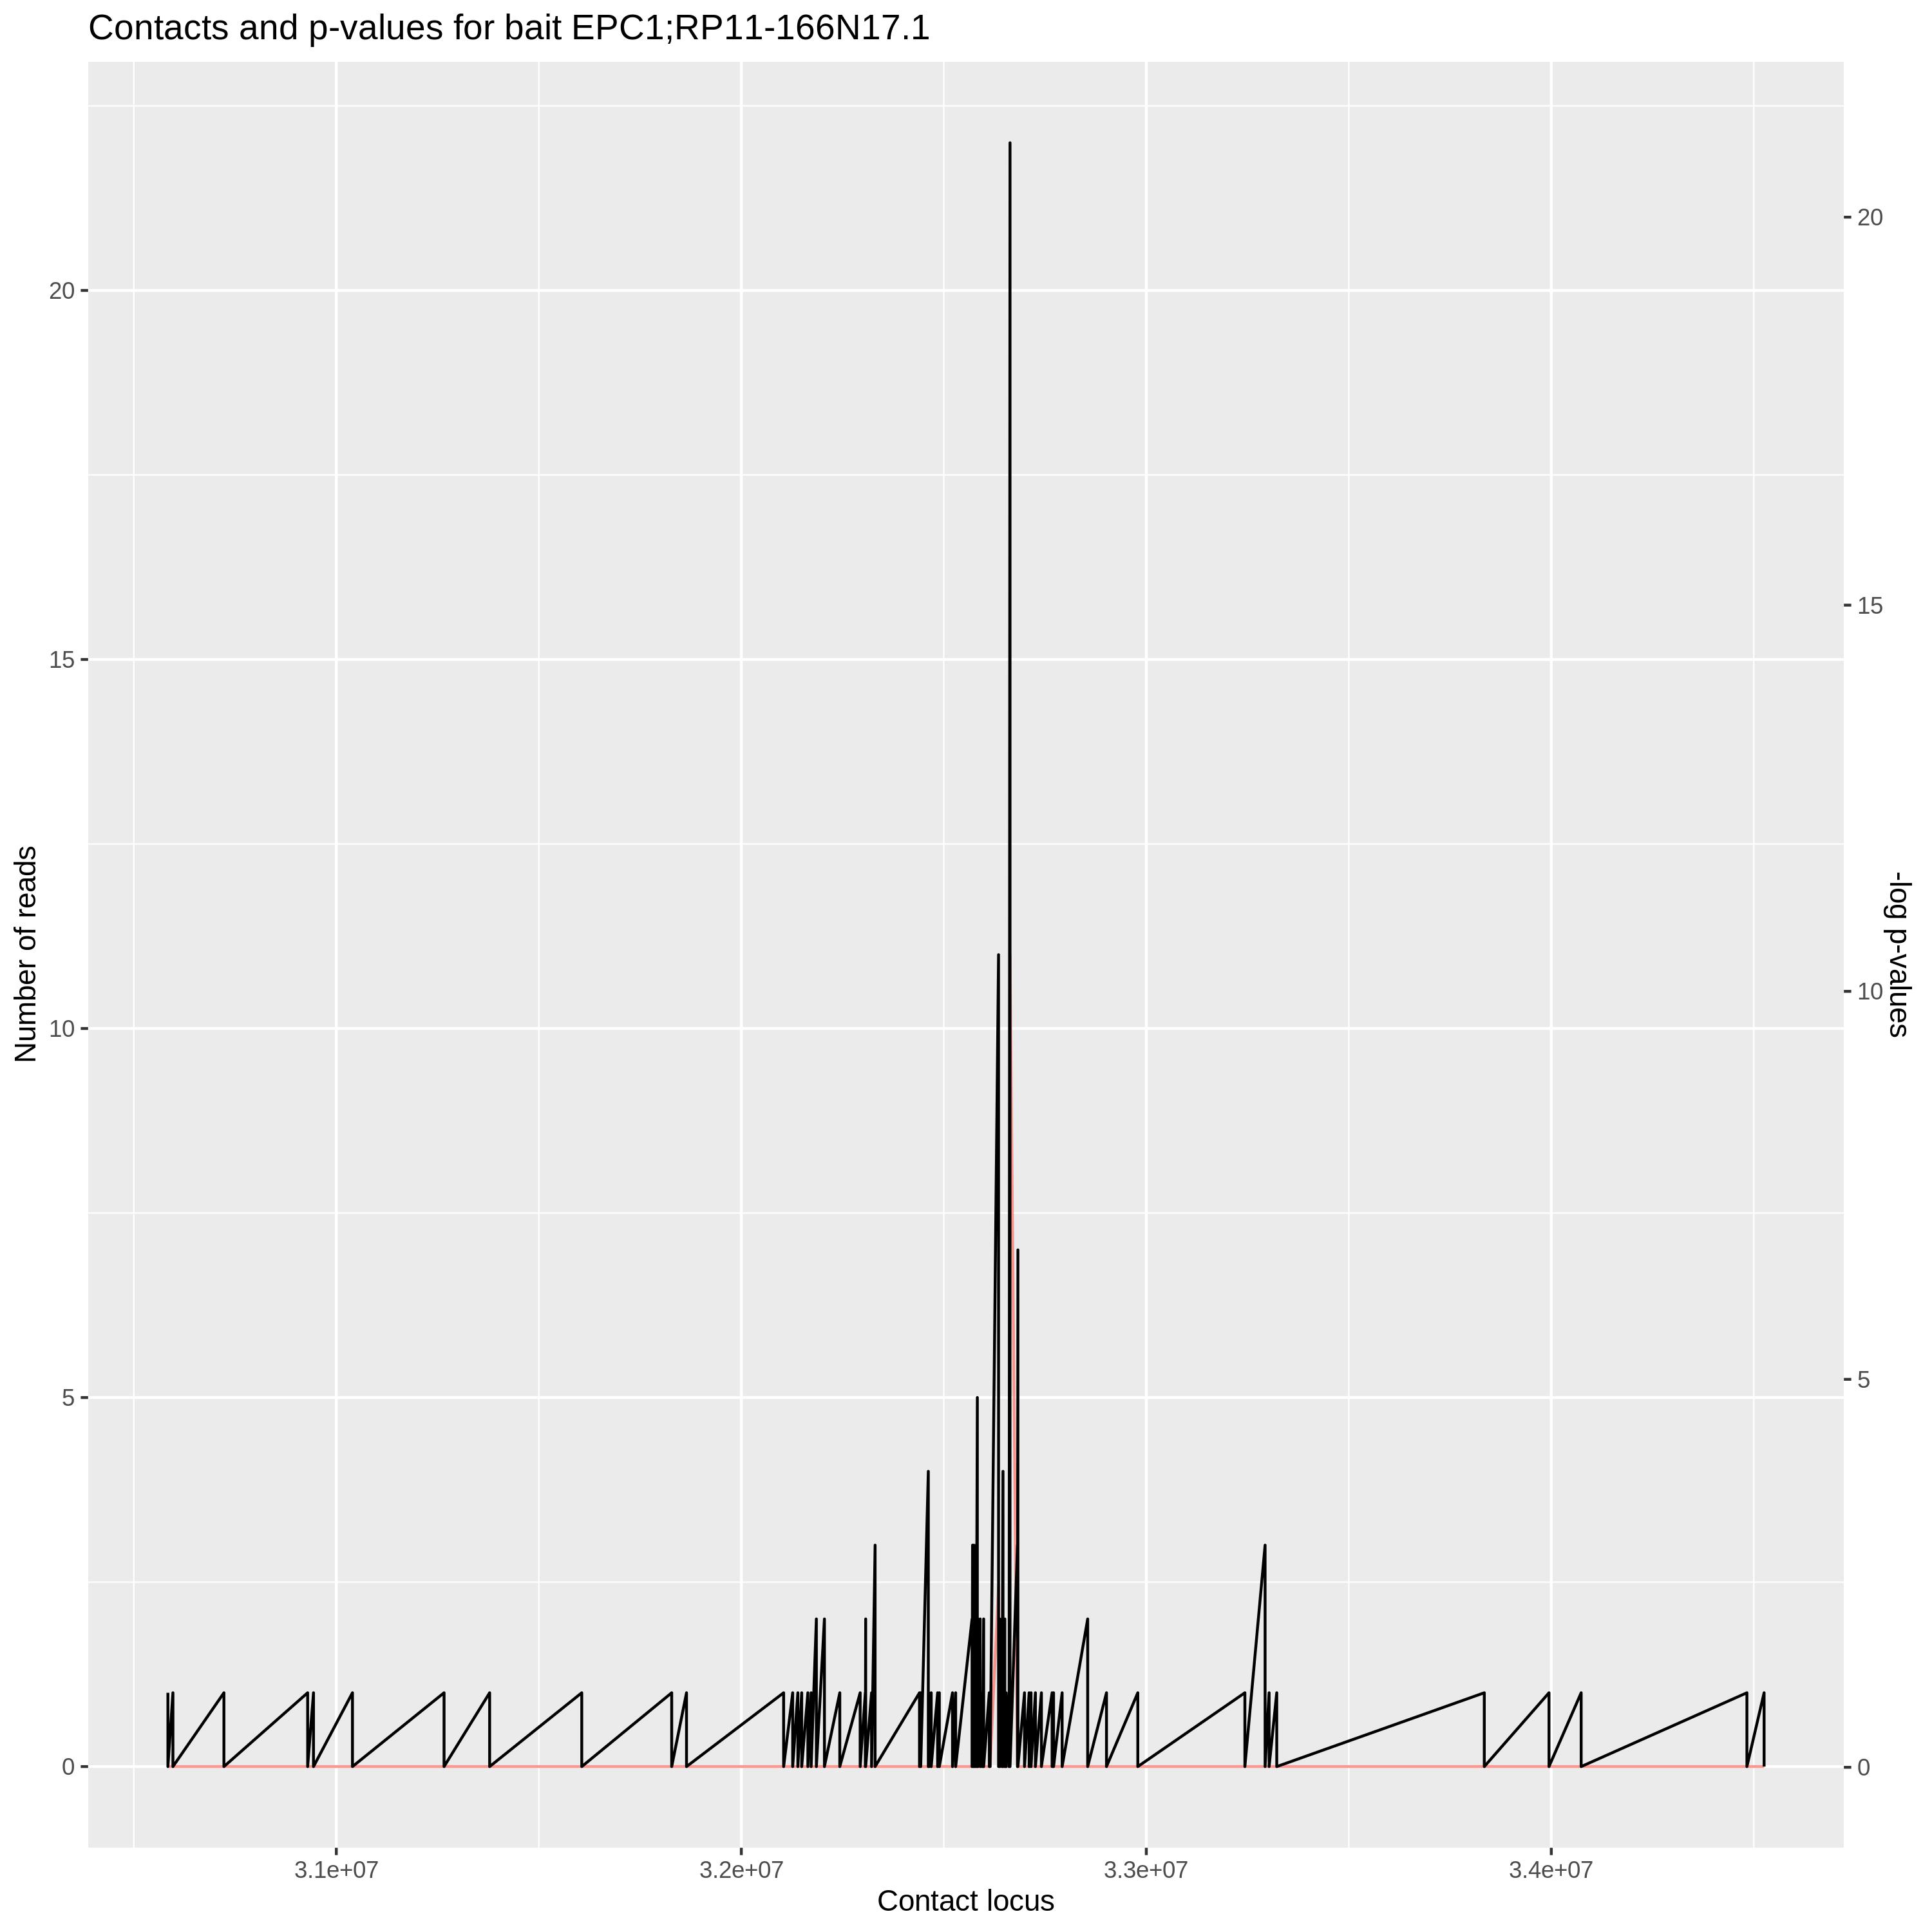 Contacts and p-values for bait EPC1;RP11-166N17.1
Number of reads
20
15
10
5
0
20
15
10
5
0
-log p-values
3.1e+07
3.2e+07
3.3e+07
3.4e+07
Contact locus